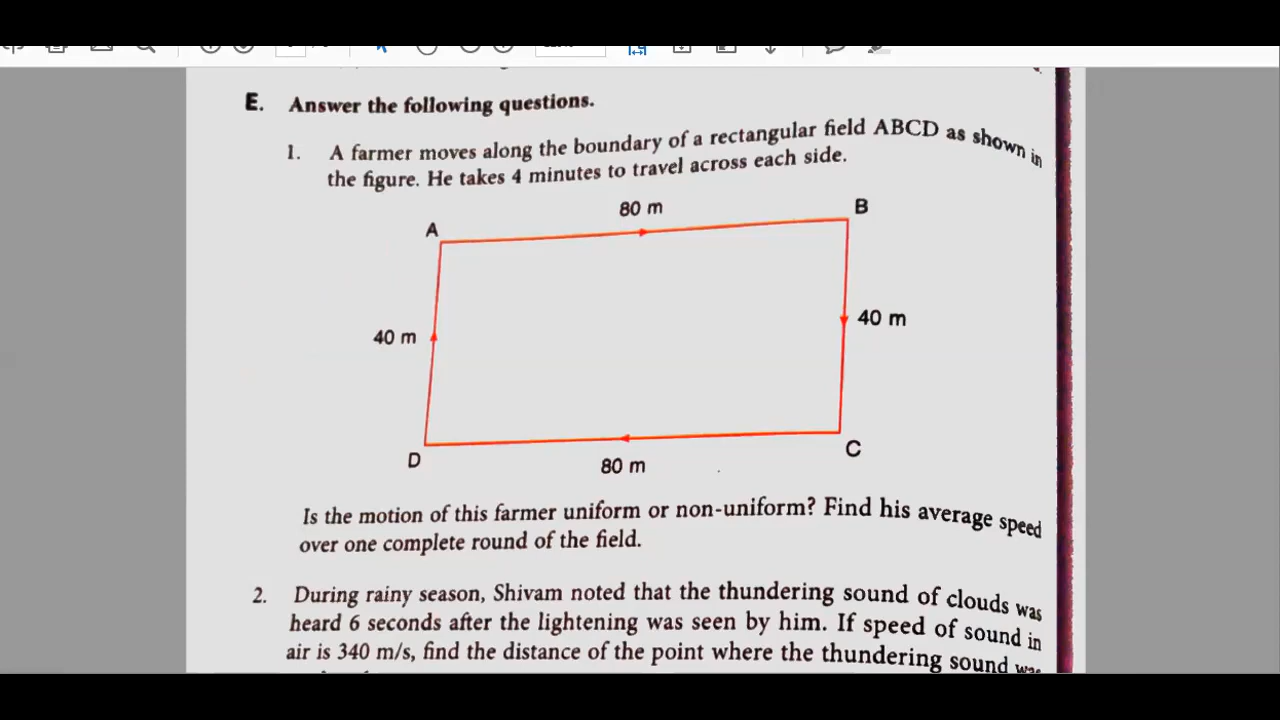 E. Answer the following questions.
1. A farmer moves along the boundary of a rectangular field ABCD as shown in
the figure. He takes 4 minutes to travel across each side.
80 m
A
B
40 m
40 m
D
C
80 m
Is the motion of this farmer uniform or non-uniform? Find his average speed
over one complete round of the field.
2. During rainy season, Shivam noted that the thundering sound of clouds was
heard 6 seconds after the lightening was seen by him. If speed of sound in
air is 340 m/s, find the distance of the point where the thundering sound was